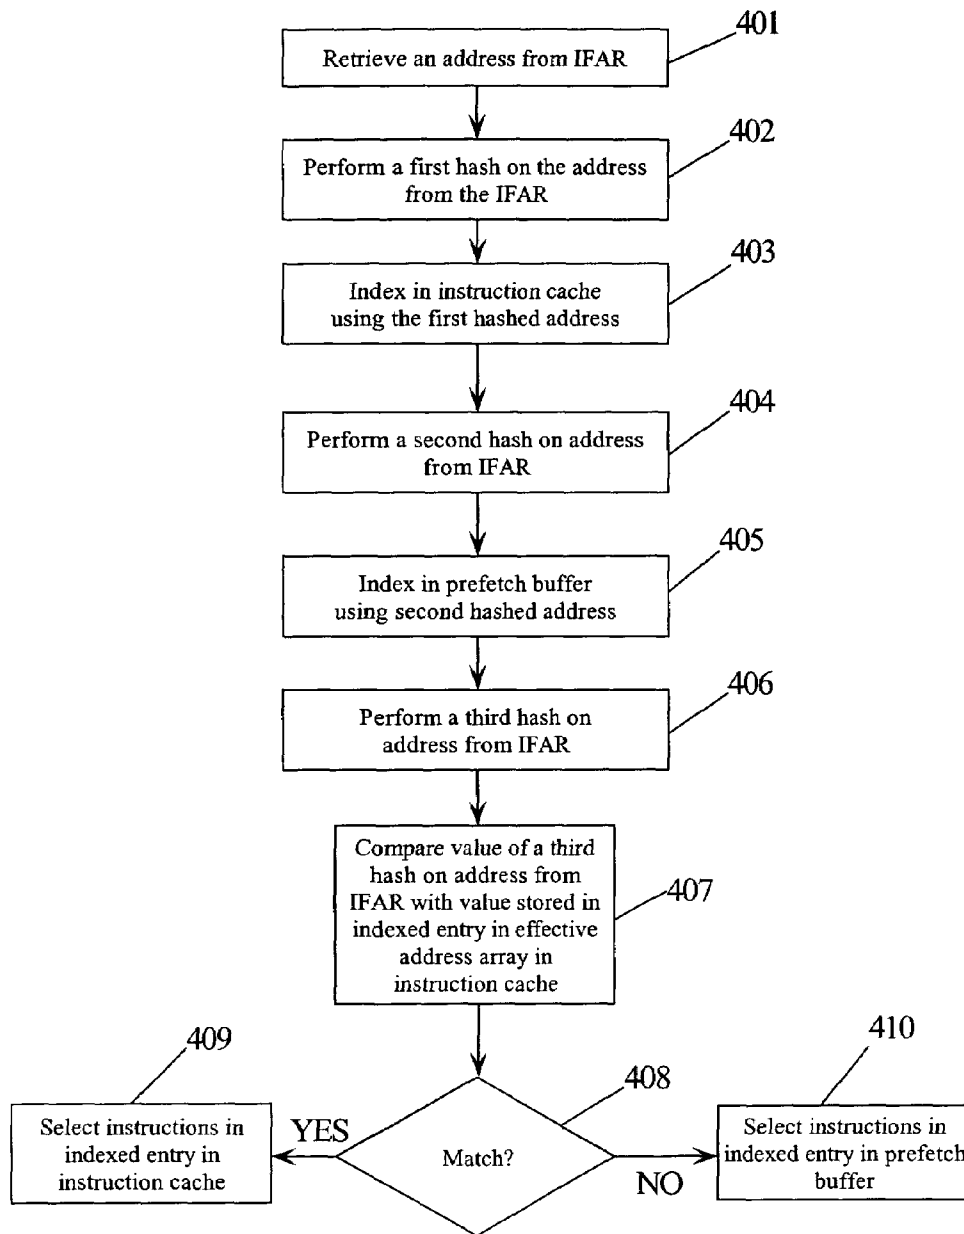 401
Retrieve an address from IFAR
402
Perform a first hash on the address
from the IFAR
403
Index in instruction cache
using the first hashed address
404
Perform a second hash on address
from IFAR
405
Index in prefetch buffer
using second hashed address
406
Perform a third hash on
address from IFAR
Compare value of a third
hash on address from
IFAR with value stored in
indexed entry in effective
address array in
instruction cache
407
409
410
408
Select instructions in
indexed entry in
instruction cache
YES
Match?
NO
Select instructions in
indexed entry in prefetch
buffer